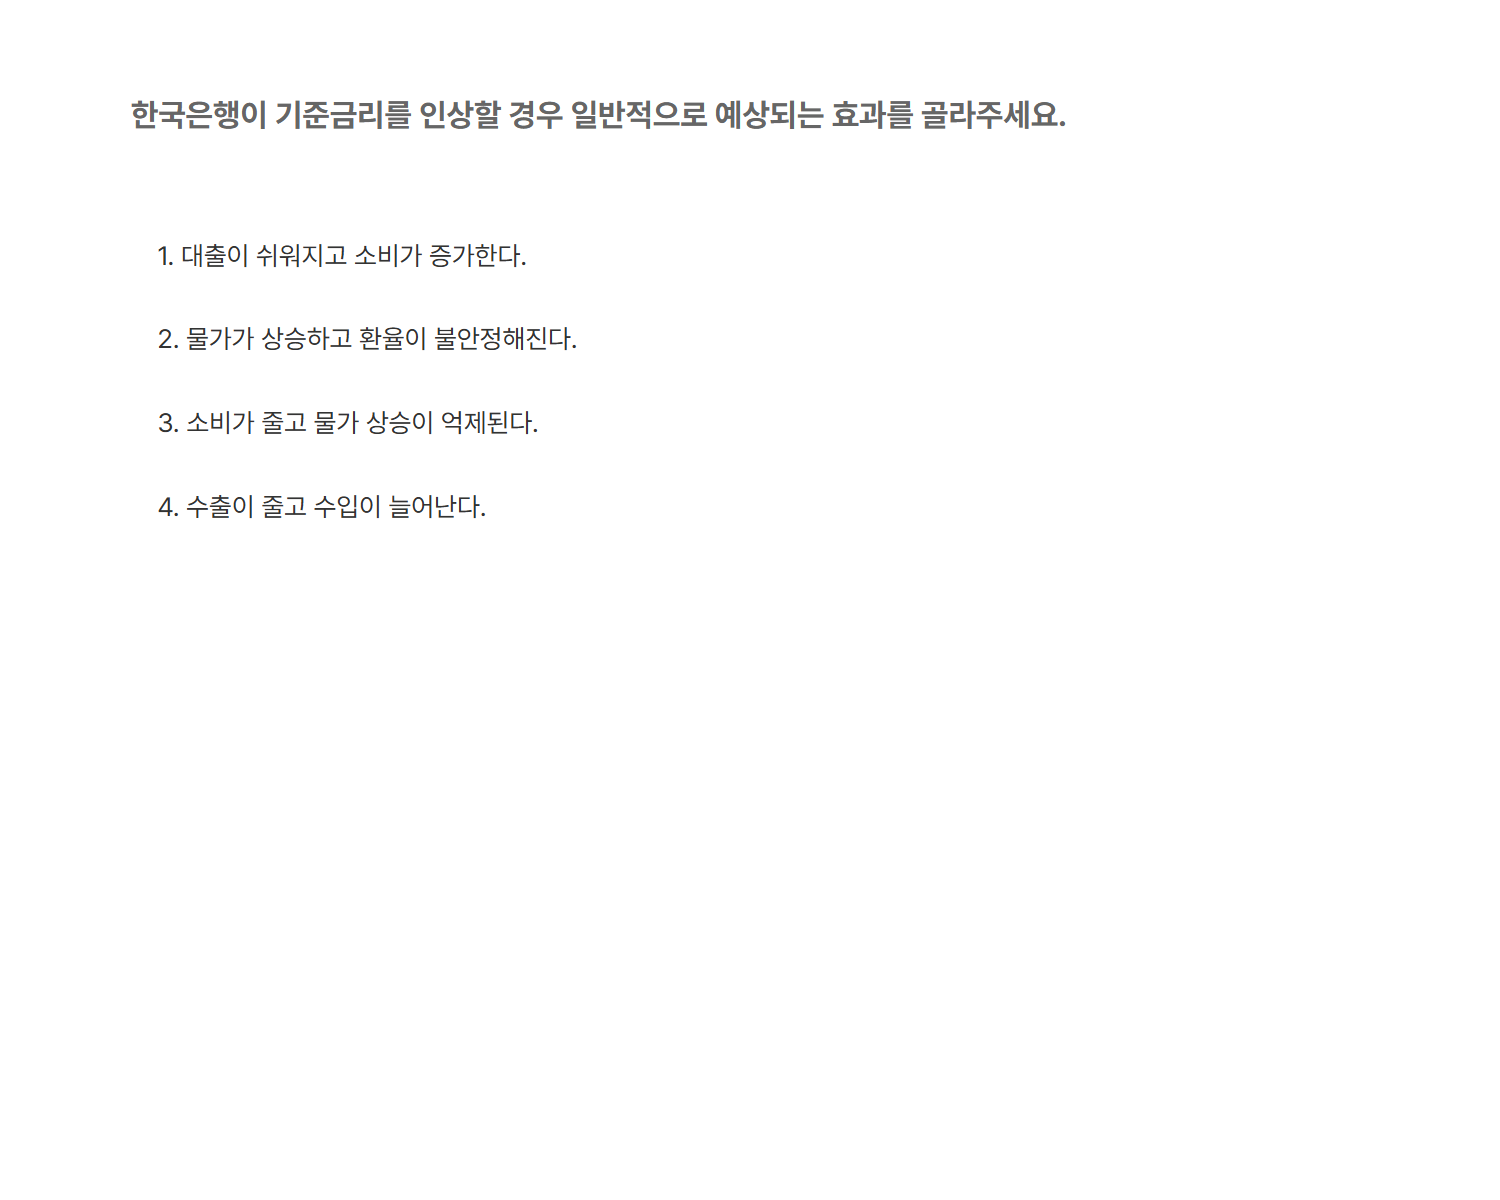 한국은행이 기준금리를 인상할 경우 일반적으로 예상되는 효과를 골라주세요.
1. 대출이 쉬워지고 소비가 증가한다.
2. 물가가 상승하고 환율이 불안정해진다.
3. 소비가 줄고 물가 상승이 억제된다.
4. 수출이 줄고 수입이 늘어난다.